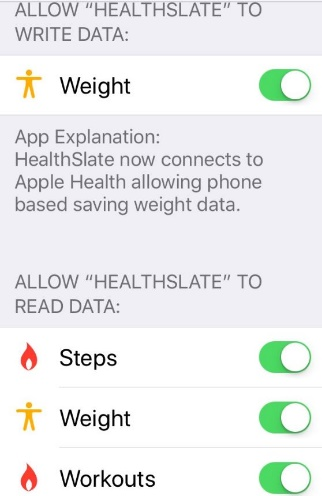 ALLOW “HEALTHSLATE” TO
WRITE DATA:
Weight
App Explanation:
HealthSlate now connects to
Apple Health allowing phone
based saving weight data.
ALLOW “HEALTHSLATE” TO
READ DATA:
Steps
Weight
Workouts